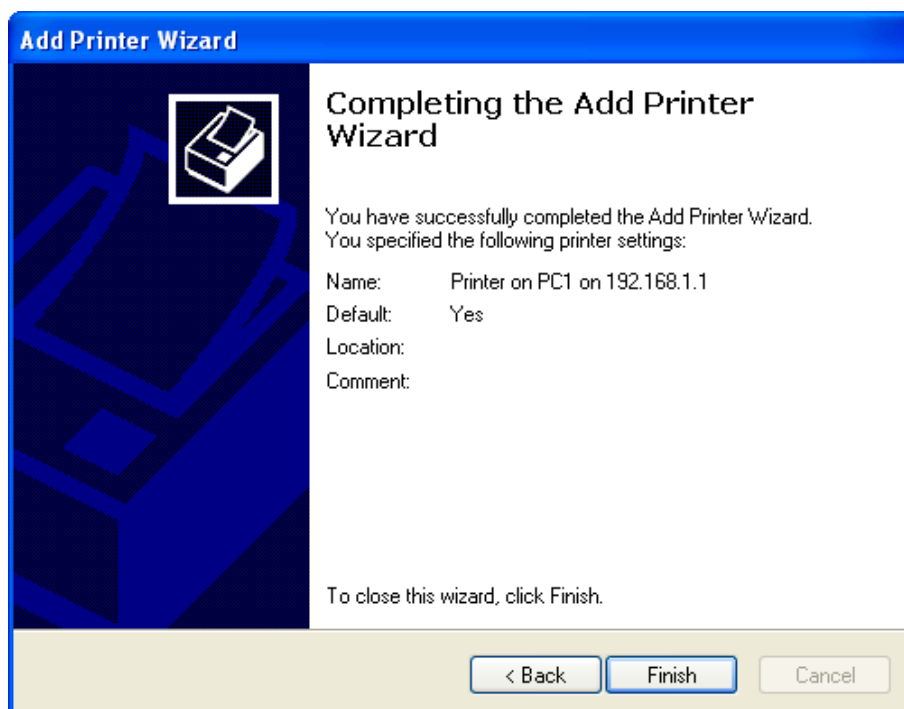 Add Printer Wizard
Completing the Add Printer
Wizard
You have successfully completed the Add Printer Wizard.
You specified the following printer settings:
Name: Printer on PC1 on 192.168.1.1
Default: Yes
Location:
Comment:
To close this wizard, click Finish.
< Back Finish Cancel